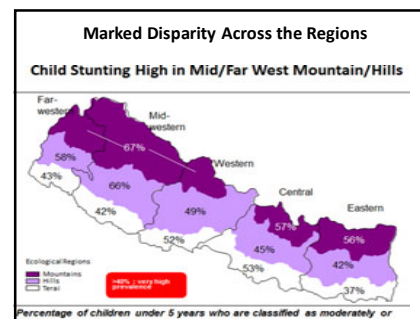 Marked Disparity Across the Regions
Child Stunting High in Mid/Far West Mountain/Hills
Far-
western
Mid-
western
67%
Western
58%
Central
43%
66%
Eastern
49%
57%
56%
42%
45%
42%
52%
53%
37%
Ecological Regions
Mountains
Hills
Terai
>40% : very high
prevalence
Percentage of children under 5 years who are classified as moderately or